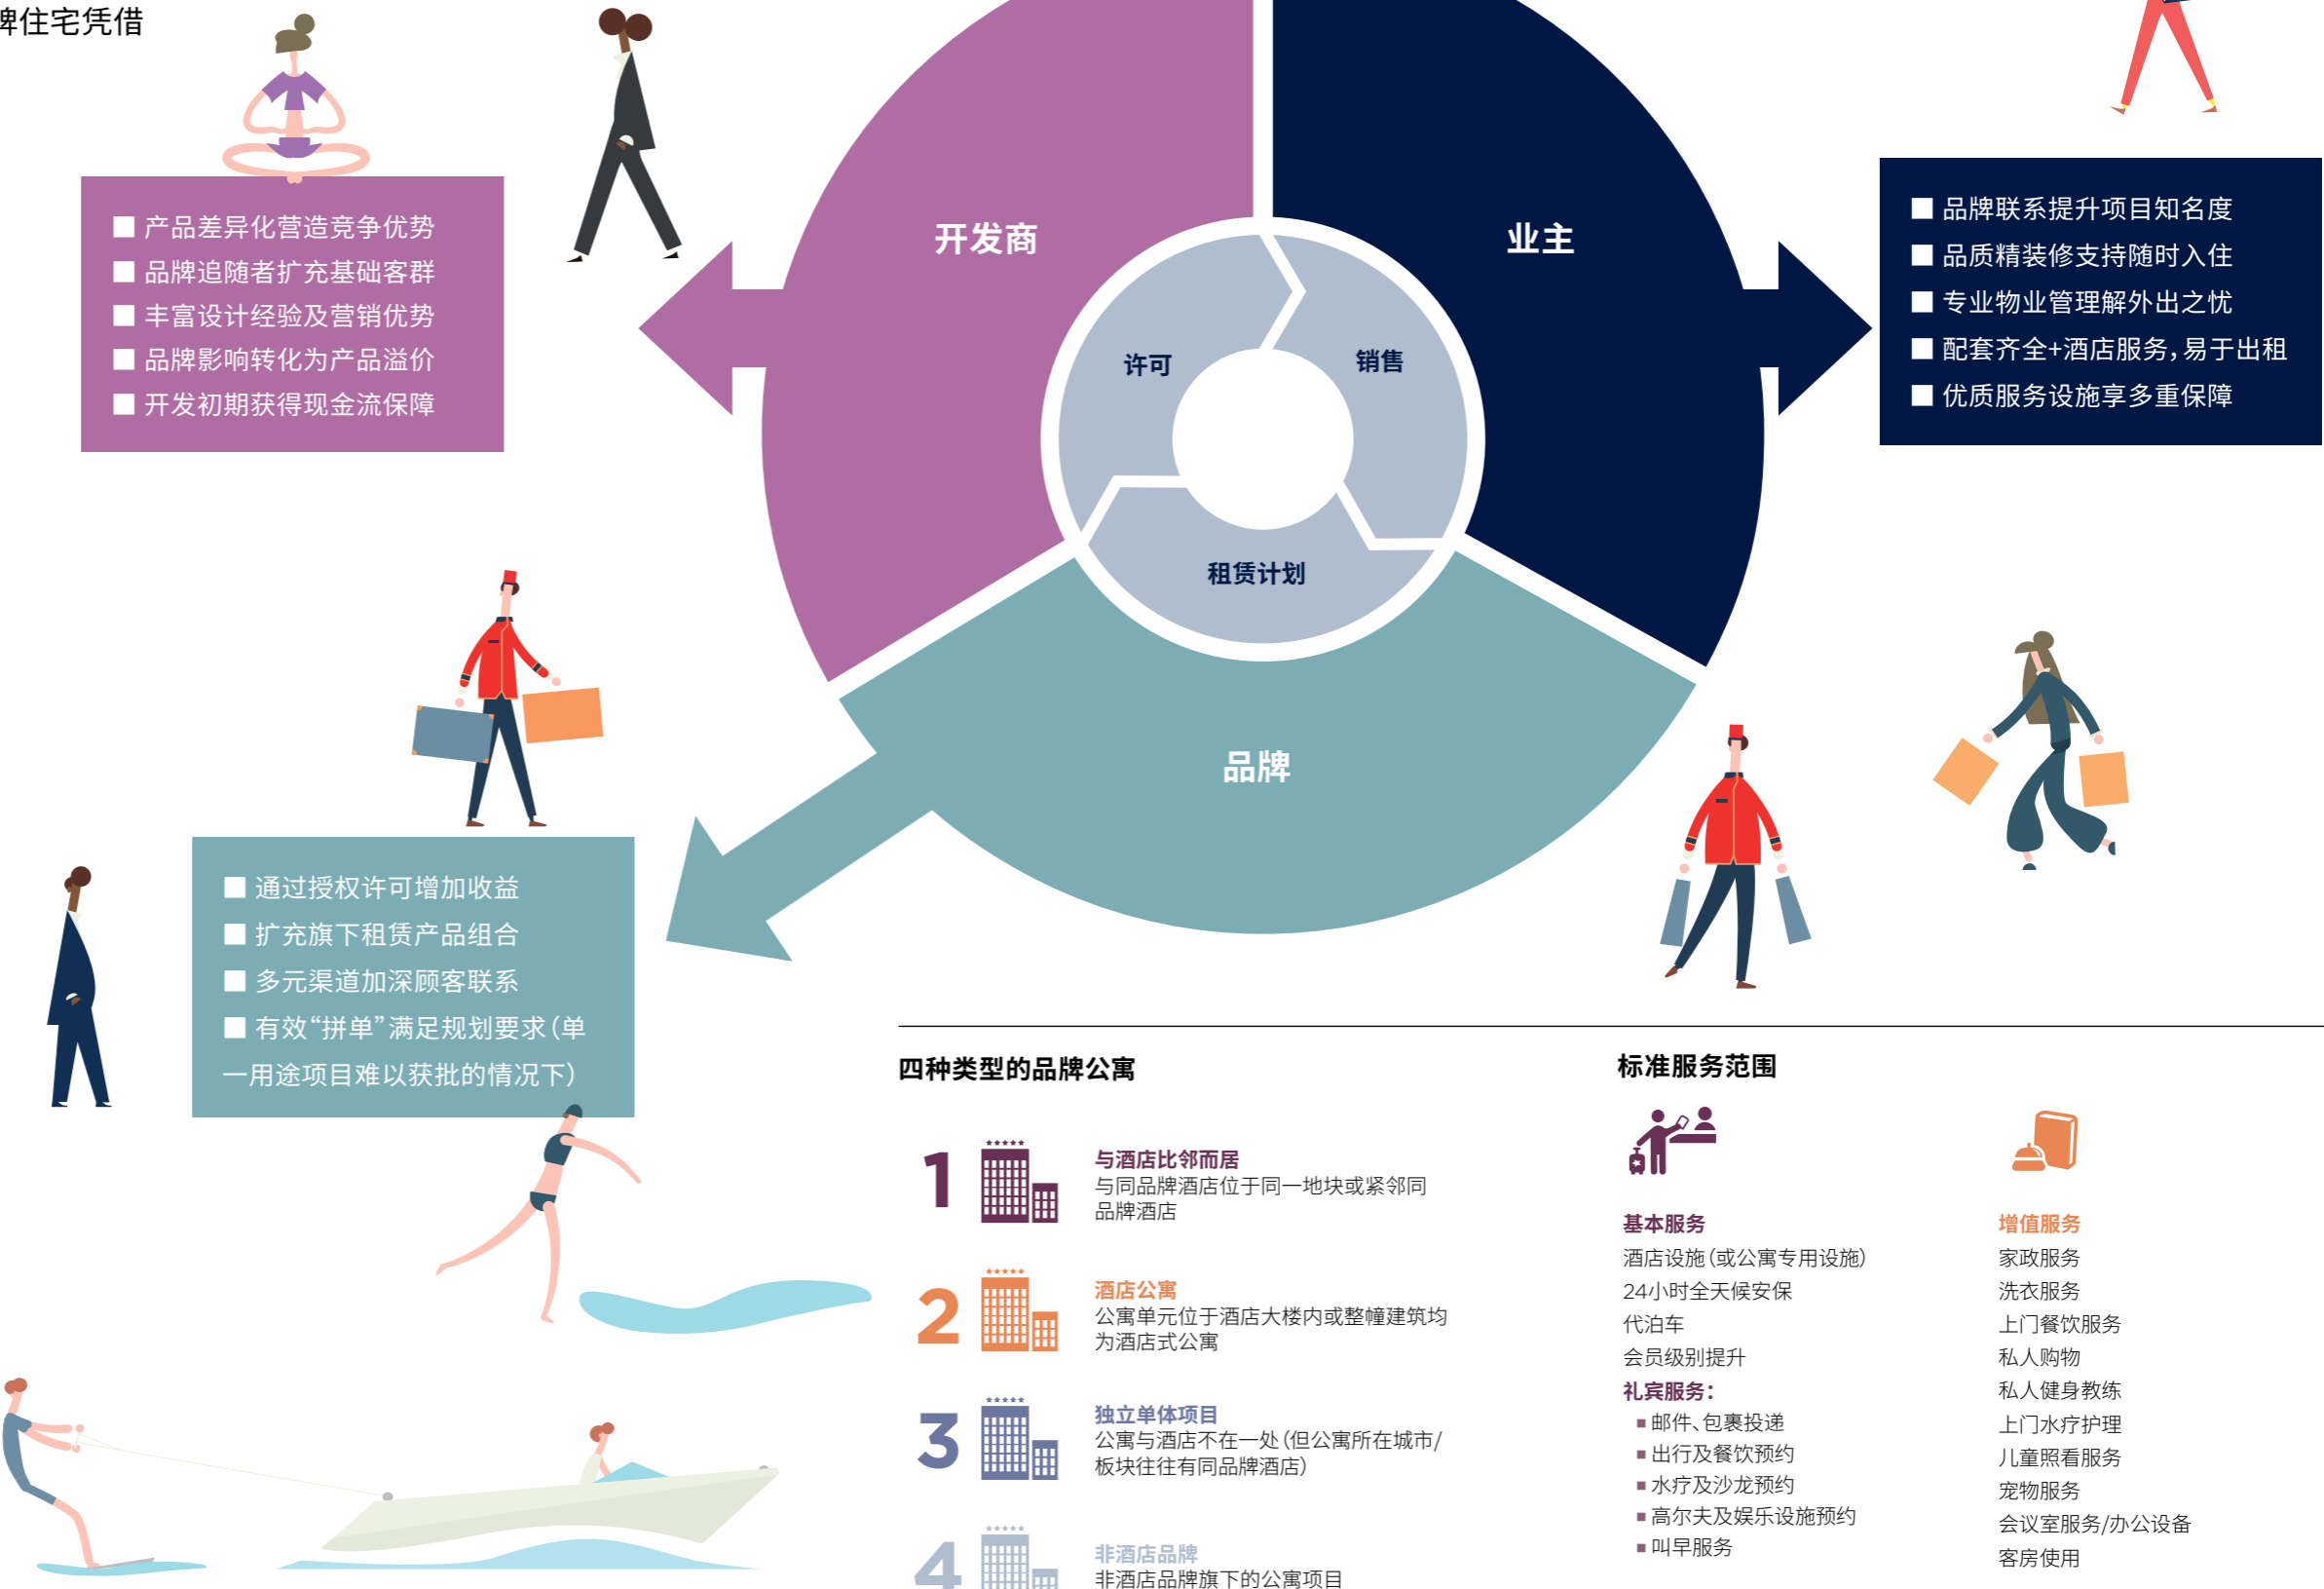 住宅凭借
产品差异化营造竞争优势
品牌追随者扩充基础客群
丰富设计经验及营销优势
品牌影响转化为产品溢价
开发初期获得现金流保障
开发商
业主
许可
销售
租赁计划
品牌
品牌联系提升项目知名度
品质精装修支持随时入住
专业物业管理解外出之忧
配套齐全+酒店服务，易于出租
优质服务设施享多重保障
通过授权许可增加收益
扩充旗下租赁产品组合
多元渠道加深顾客联系
有效“拼单”满足规划要求（单
一用途项目难以获批的情况下）
四种类型的品牌公寓
1
与酒店比邻而居
与同品牌酒店位于同一地块或紧邻同
品牌酒店
2
酒店公寓
公寓单元位于酒店大楼内或整幢建筑均
为酒店式公寓
3
独立单体项目
公寓与酒店不在一处（但公寓所在城市/
板块往往有同品牌酒店）
4
非酒店品牌
非酒店品牌旗下的公寓项目
标准服务范围
基本服务
酒店设施（或公寓专用设施）
24小时全天候安保
代泊车
会员级别提升
礼宾服务：
邮件、包裹投递
出行及餐饮预约
水疗及沙龙预约
高尔夫及娱乐设施预约
叫早服务
增值服务
家政服务
洗衣服务
上门餐饮服务
私人购物
私人健身教练
上门水疗护理
儿童照看服务
宠物服务
会议室服务/办公设备
客房使用